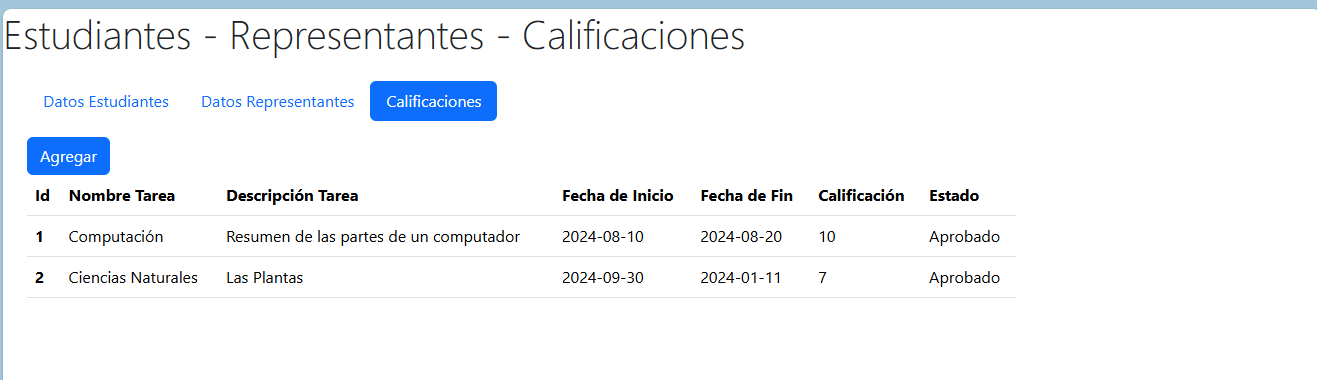 Estudiantes - Representantes - Calificaciones
Datos Estudiantes Datos Representantes Calificaciones
Agregar
Id Nombre Tarea Descripción Tarea Fecha de Inicio Fecha de Fin Calificación Estado
1 Computación Resumen de las partes de un computador 2024-08-10 2024-08-20 10 Aprobado
2 Ciencias Naturales Las Plantas 2024-09-30 2024-01-11 7 Aprobado